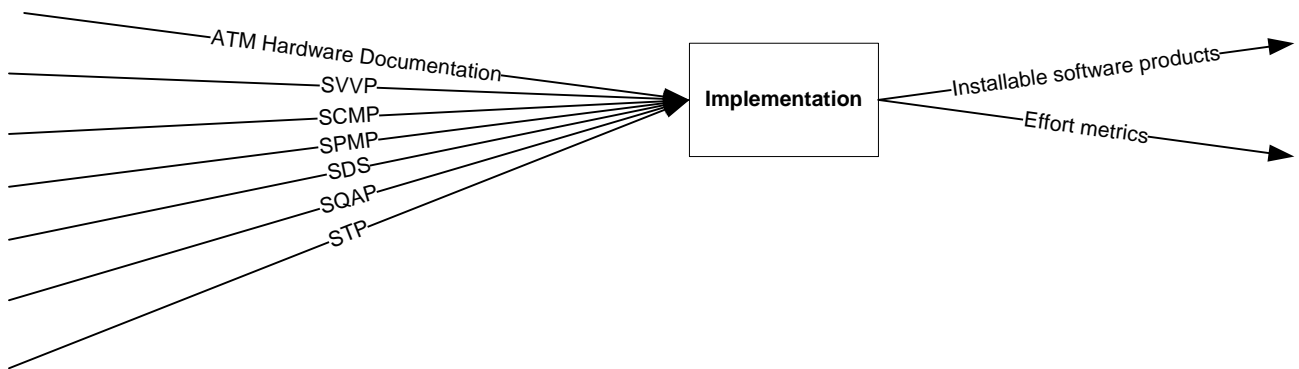 ATM Hardware Documentation
SVVP
SCMP
SPMP
SDS
SQAP
STP
Implementation
Installable software products
Effort metrics